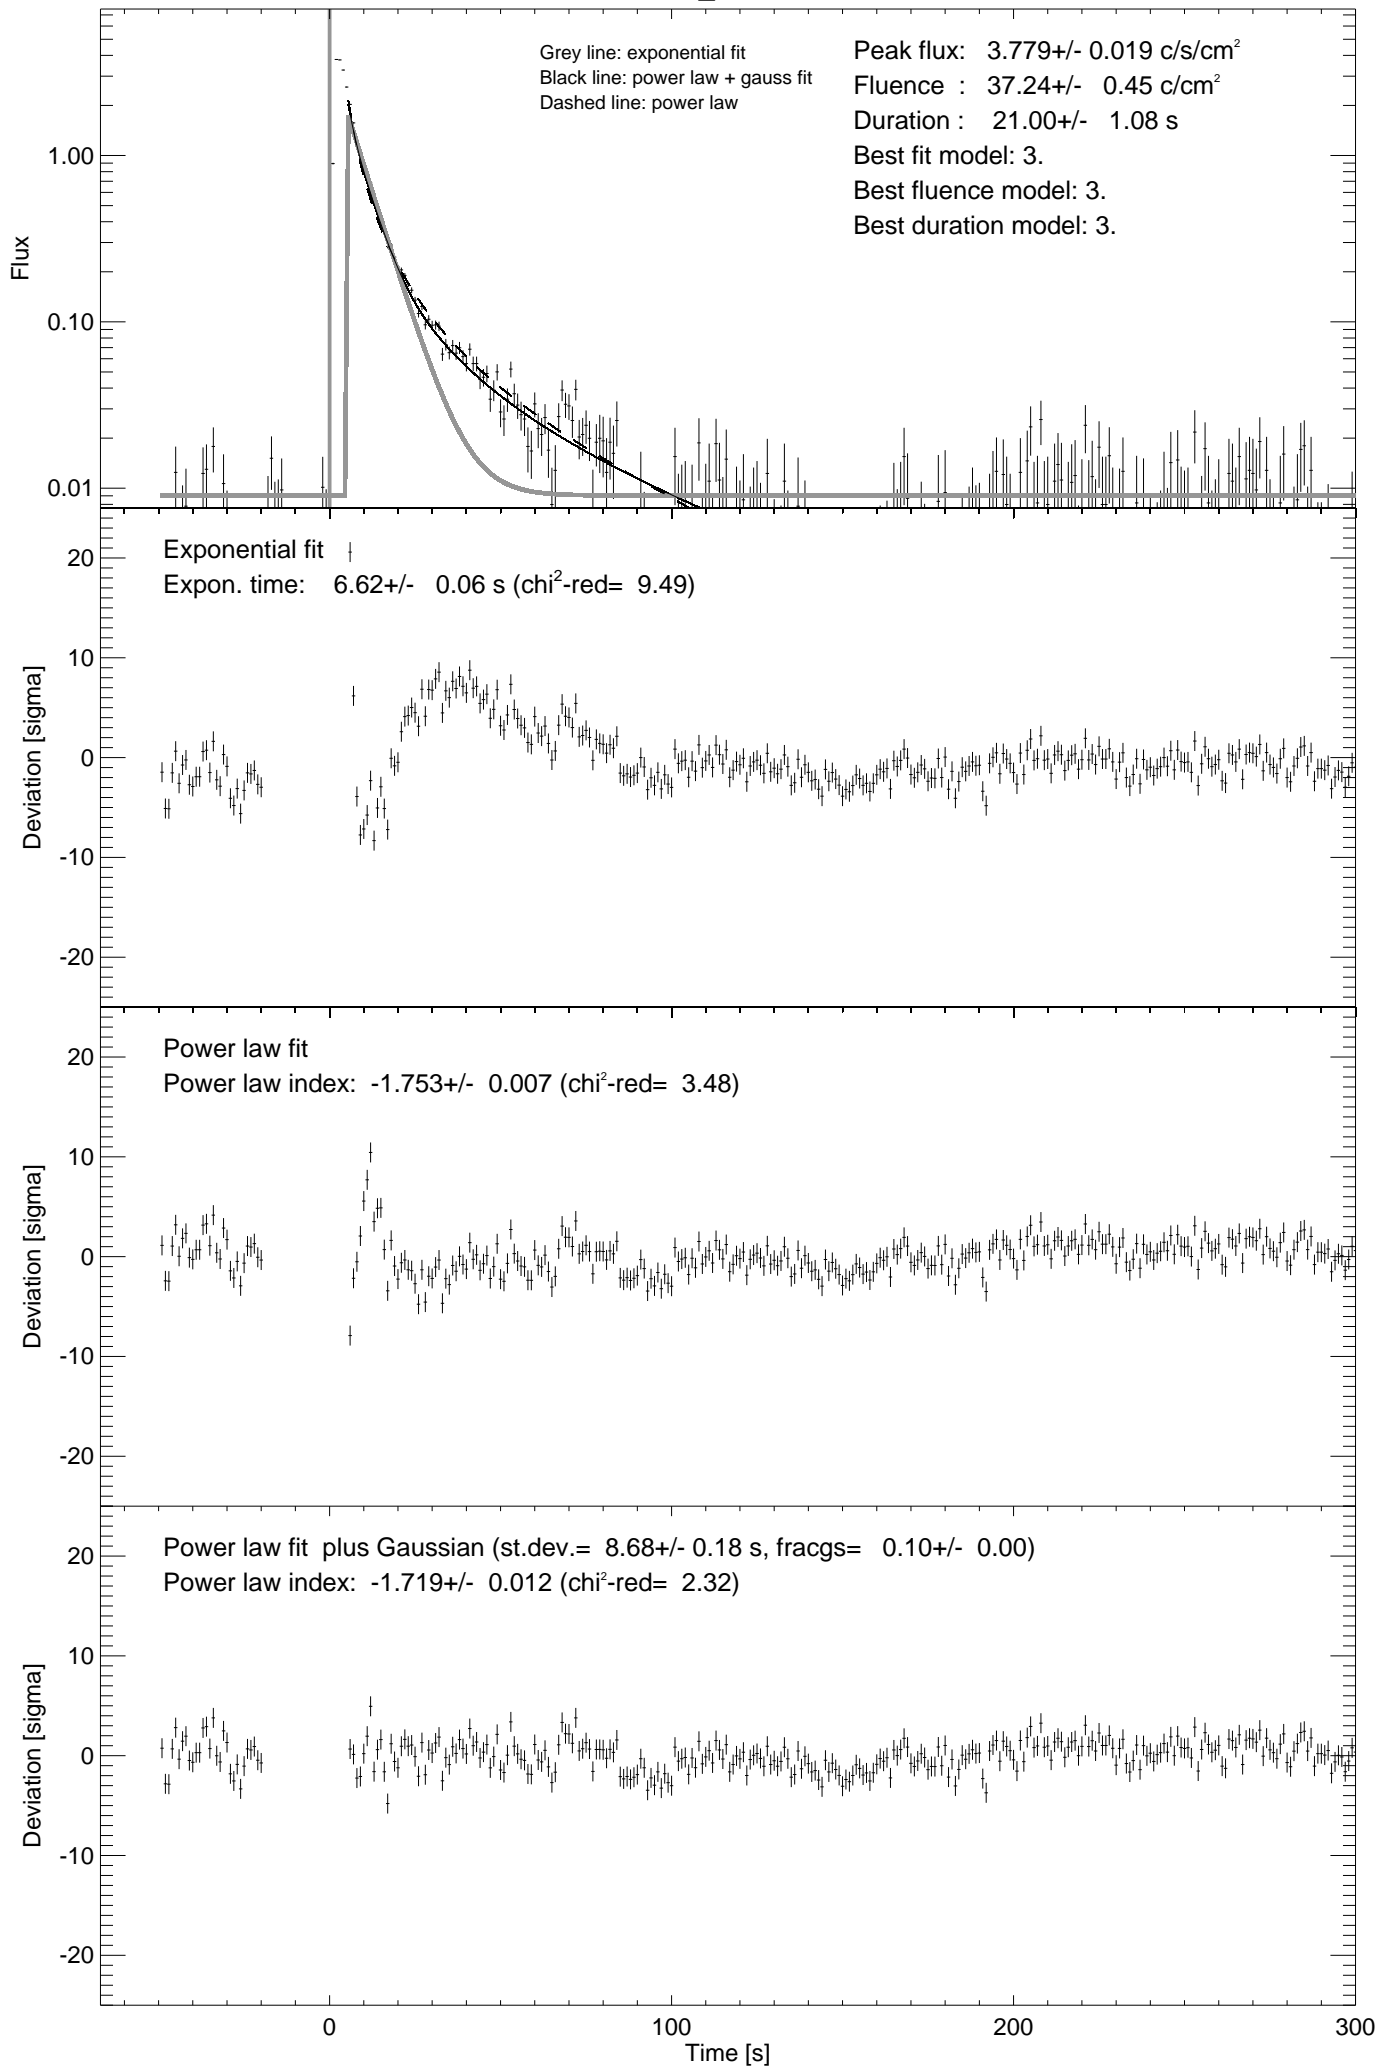 Grey line: exponential fit
Black line: power law + gauss fit
Dashed line: power law
Peak flux: 3.779+/- 0.019 c/s/cm²
Fluence : 37.24+/- 0.45 c/cm²
Duration : 21.00+/- 1.08 s
Best fit model: 3.
Best fluence model: 3.
Best duration model: 3.
Flux
1.00
0.10
0.01
Exponential fit
Expon. time: 6.62+/- 0.06 s (chi²-red= 9.49)
Deviation [sigma]
20
10
0
-10
-20
Power law fit
Power law index: -1.753+/- 0.007 (chi²-red= 3.48)
Deviation [sigma]
20
10
0
-10
-20
Power law fit plus Gaussian (st.dev.= 8.68+/- 0.18 s, fracgs= 0.10+/- 0.00)
Power law index: -1.719+/- 0.012 (chi²-red= 2.32)
Deviation [sigma]
20
10
0
-10
-20
0 100 200 300
Time [s]